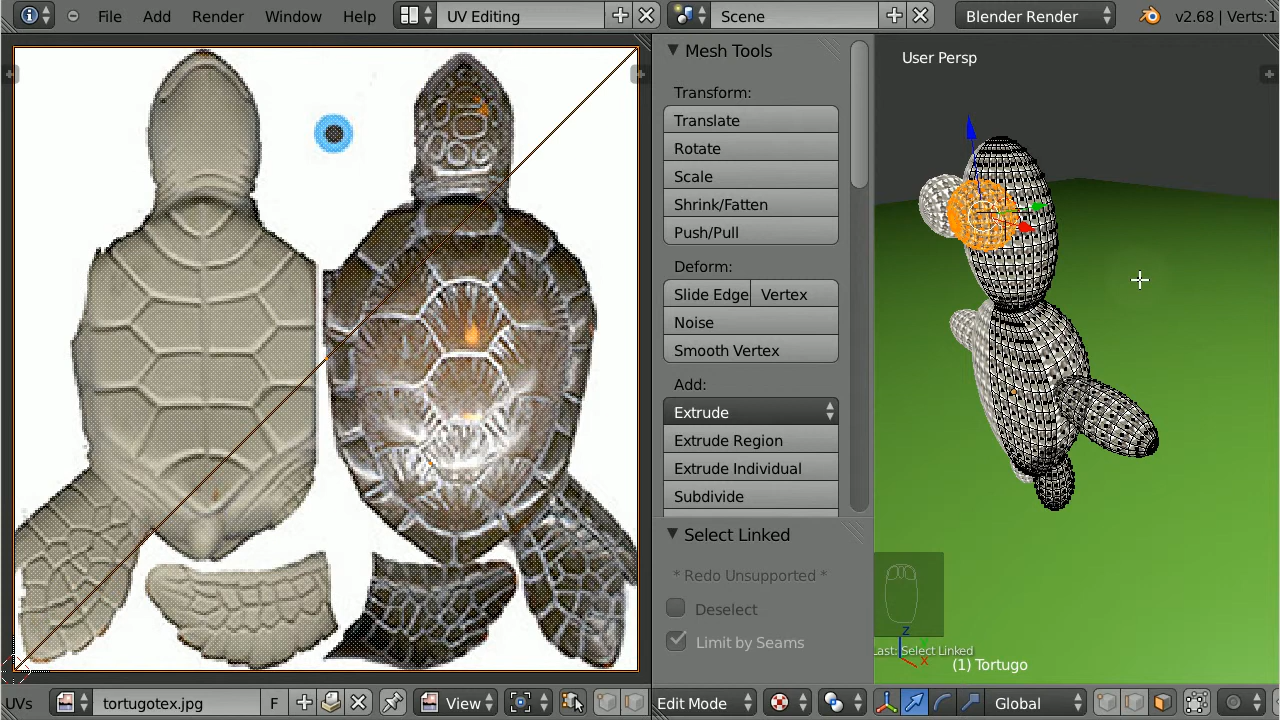 File Add Render Window Help UV Editing Scene Blender Render v2.68 | Verts:1
Mesh Tools
User Persp
Transform:
Translate
Rotate
Scale
Shrink/Fatten
Push/Pull
Deform:
Slide Edge Vertex
Noise
Smooth Vertex
Add:
Extrude
Extrude Region
Extrude Individual
Subdivide
Select Linked
* Redo Unsupported *
Deselect
Limit by Seams
z
x
Last: Select Linked
(1) Tortugo
UVs tortugotex.jpg F View Edit Mode Global